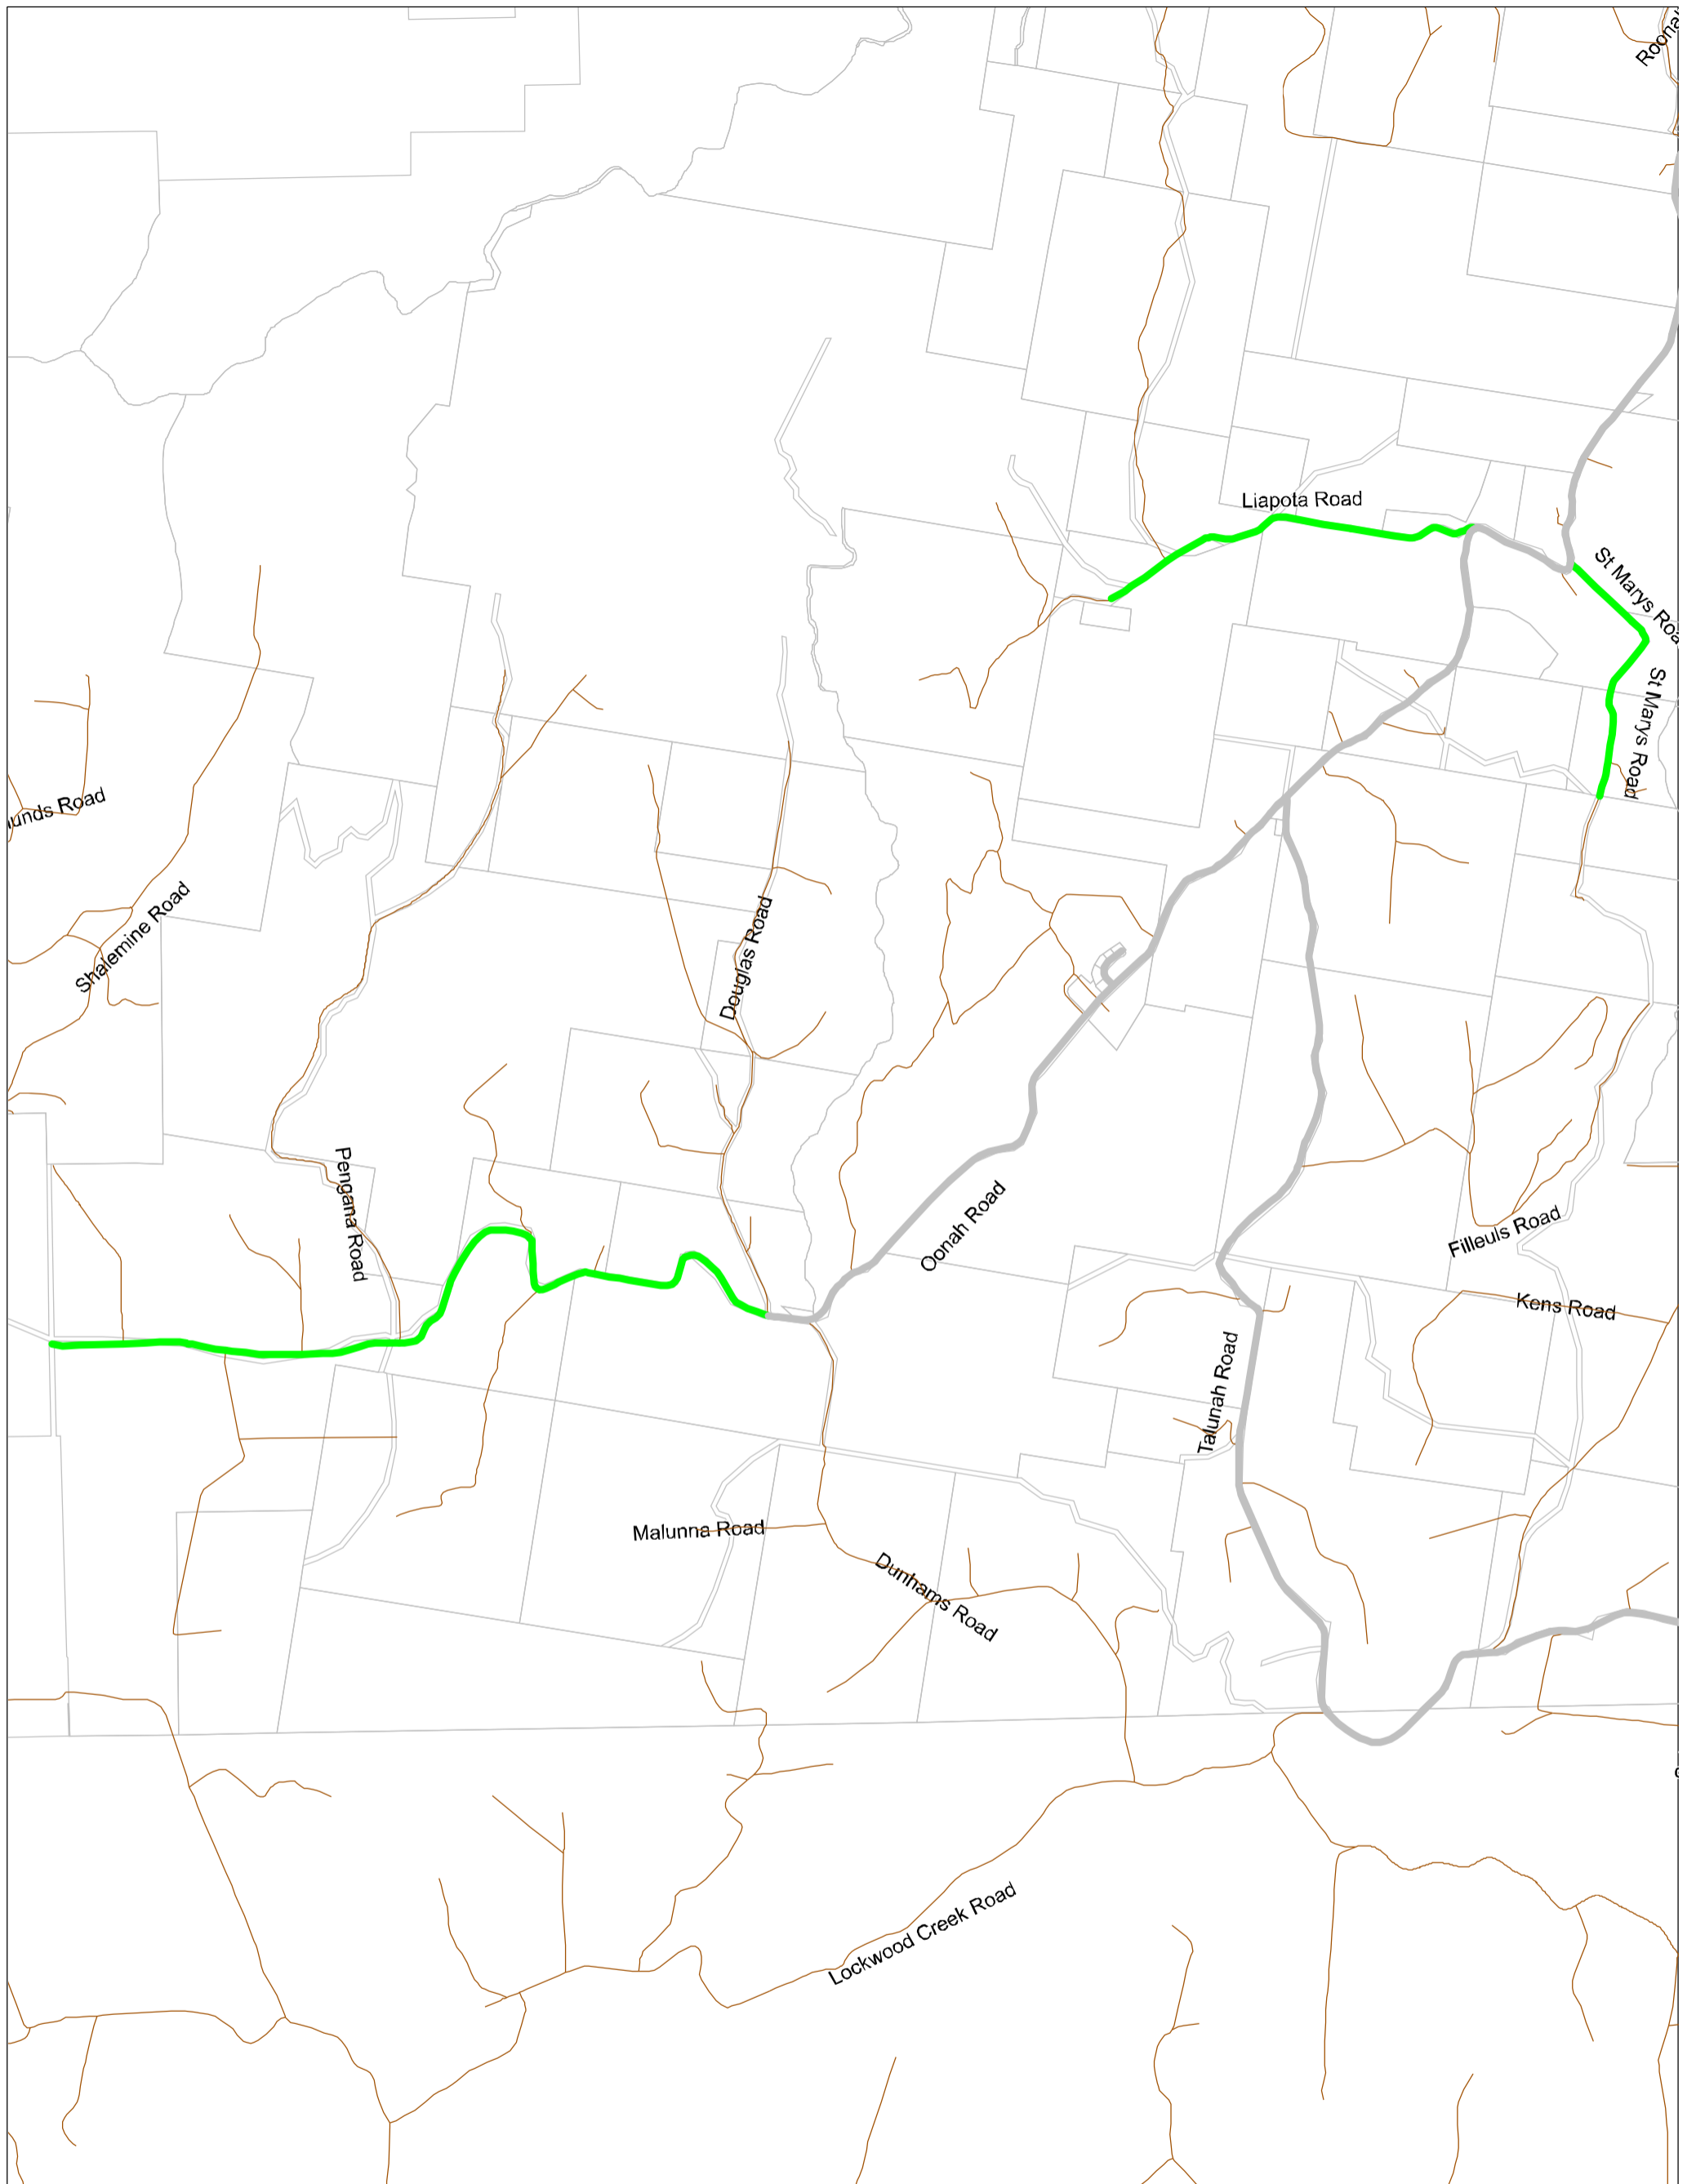 Liapota Road
St Marys Roa
St Marys Road
Shalemine Road
Douglas Road
Pengana Road
Oonah Road
Filleuls Road
Kens Road
Talunah Road
Malunna Road
Dunhams Road
Lockwood Creek Road